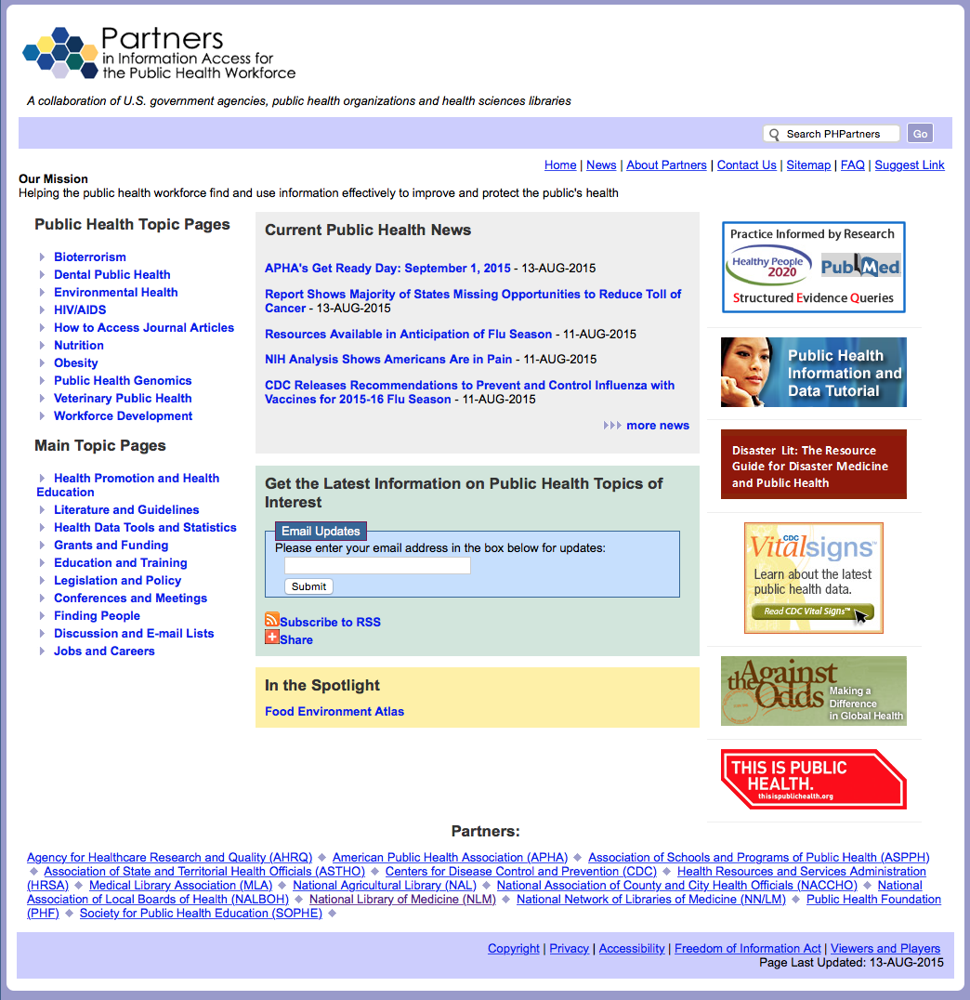 Partners
in Information Access for
the Public Health Workforce
A collaboration of U.S. government agencies, public health organizations and health sciences libraries
Search PHPartners
Go
Home | News | About Partners | Contact Us | Sitemap | FAQ | Suggest Link
Our Mission
Helping the public health workforce find and use information effectively to improve and protect the public's health
Public Health Topic Pages
Bioterrorism
Dental Public Health
Environmental Health
HIV/AIDS
How to Access Journal Articles
Nutrition
Obesity
Public Health Genomics
Veterinary Public Health
Workforce Development
Main Topic Pages
Health Promotion and Health
Education
Literature and Guidelines
Health Data Tools and Statistics
Grants and Funding
Education and Training
Legislation and Policy
Conferences and Meetings
Finding People
Discussion and E-mail Lists
Jobs and Careers
Current Public Health News
APHA's Get Ready Day: September 1, 2015 - 13-AUG-2015
Report Shows Majority of States Missing Opportunities to Reduce Toll of
Cancer - 13-AUG-2015
Resources Available in Anticipation of Flu Season - 11-AUG-2015
NIH Analysis Shows Americans Are in Pain - 11-AUG-2015
CDC Releases Recommendations to Prevent and Control Influenza with
Vaccines for 2015-16 Flu Season - 11-AUG-2015
more news
Get the Latest Information on Public Health Topics of
Interest
Email Updates
Please enter your email address in the box below for updates:
Submit
Subscribe to RSS
Share
In the Spotlight
Food Environment Atlas
Practice Informed by Research
Healthy People
2020
PubMed
Structured Evidence Queries
Public Health
Information and
Data Tutorial
Disaster Lit: The Resource
Guide for Disaster Medicine
and Public Health
CDC
Vitalsigns™
Learn about the latest
public health data.
Read CDC Vital Signs™
Against
the Odds
Making a
Difference
in Global Health
THIS IS PUBLIC
HEALTH.
thisispublichealth.org
Partners:
Agency for Healthcare Research and Quality (AHRQ) ◆ American Public Health Association (APHA) ◆ Association of Schools and Programs of Public Health (ASPPH)
◆ Association of State and Territorial Health Officials (ASTHO) ◆ Centers for Disease Control and Prevention (CDC) ◆ Health Resources and Services Administration
(HRSA) ◆ Medical Library Association (MLA) ◆ National Agricultural Library (NAL) ◆ National Association of County and City Health Officials (NACCHO) ◆ National
Association of Local Boards of Health (NALBOH) ◆ National Library of Medicine (NLM) ◆ National Network of Libraries of Medicine (NN/LM) ◆ Public Health Foundation
(PHF) ◆ Society for Public Health Education (SOPHE) ◆
Copyright | Privacy | Accessibility | Freedom of Information Act | Viewers and Players
Page Last Updated: 13-AUG-2015